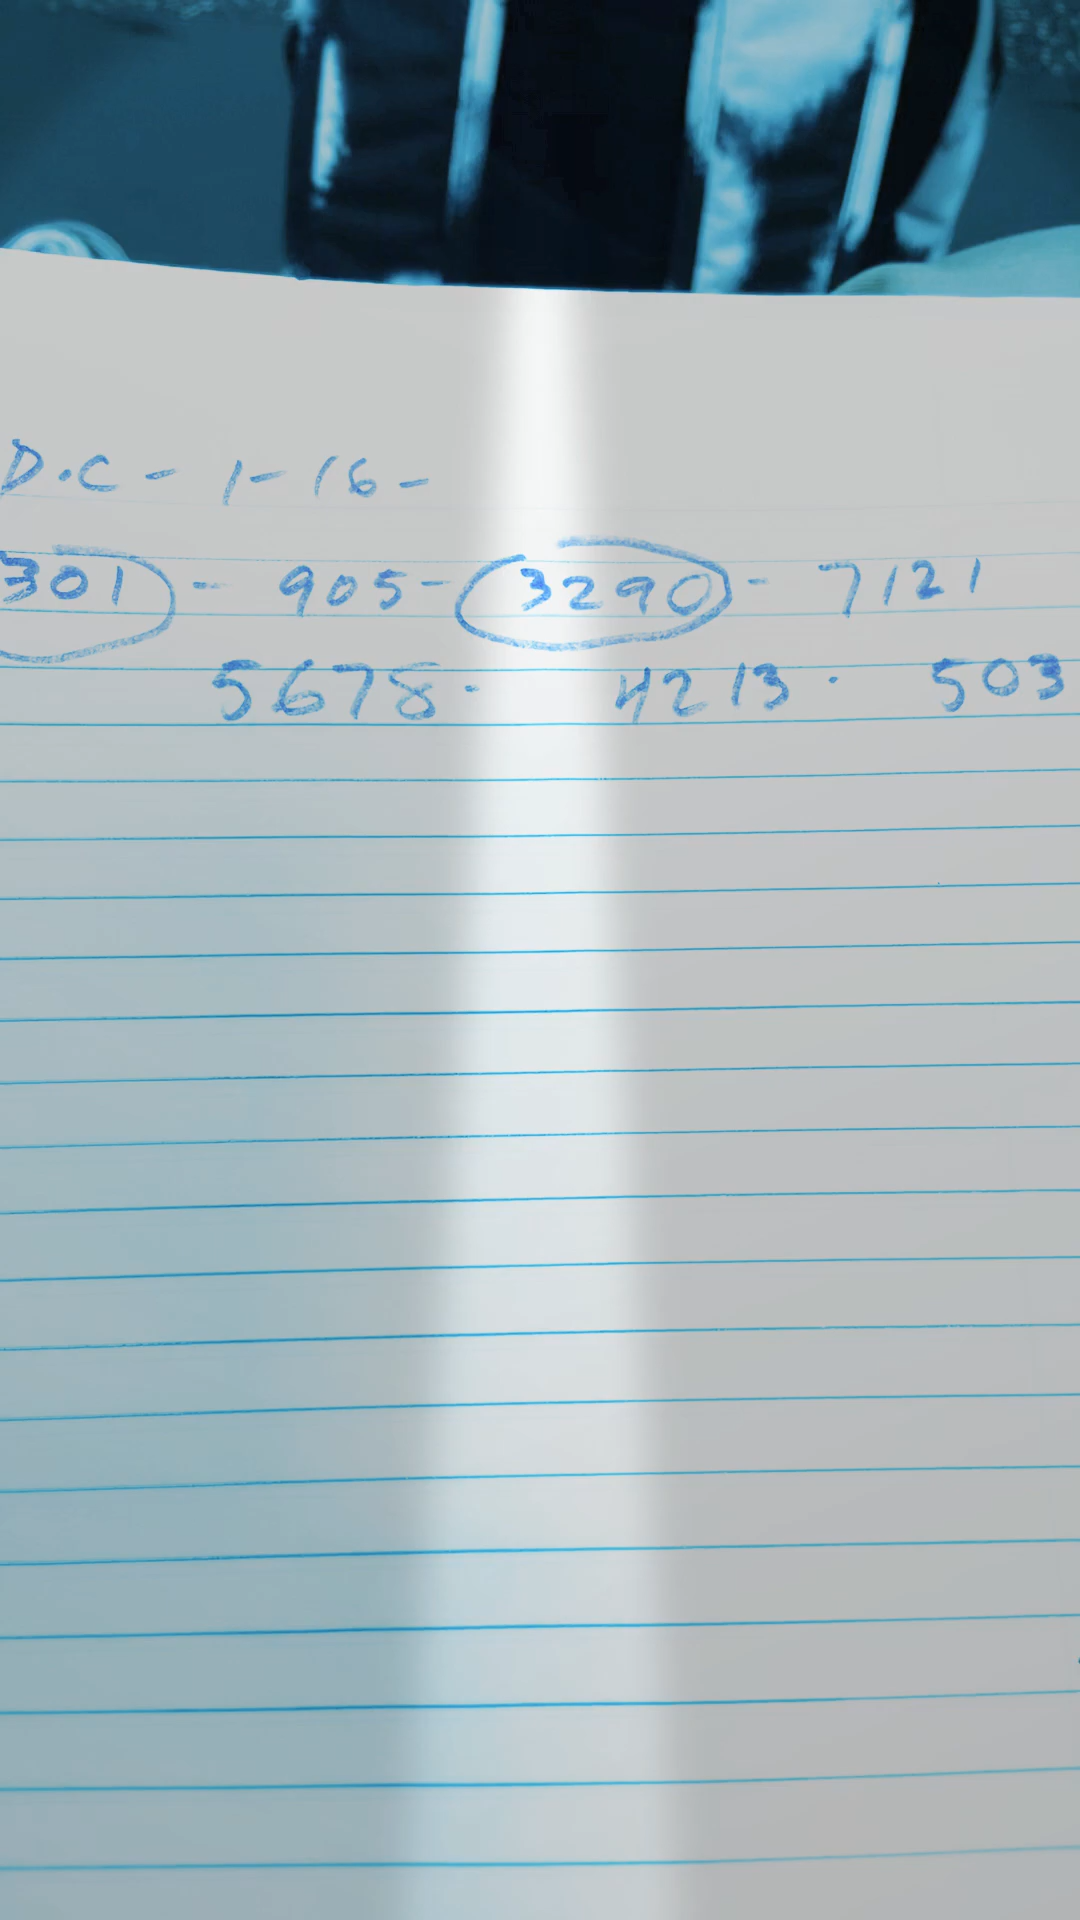 D.C - 1-16-
301 - 905- 3290 - 7121
5678. 4213. 503